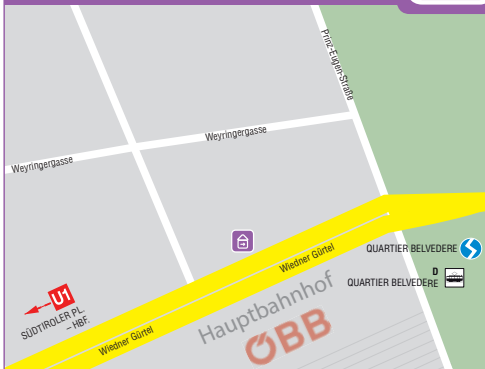 Prinz-Eugen-Straße
Weyringergasse
Weyringergasse
QUARTIER BELVEDERE
Wiedner Gürtel
D
QUARTIER BELVEDERE
U1
SÜDTIROLER PL.
– HBF.
Hauptbahnhof
ÖBB
Wiedner Gürtel